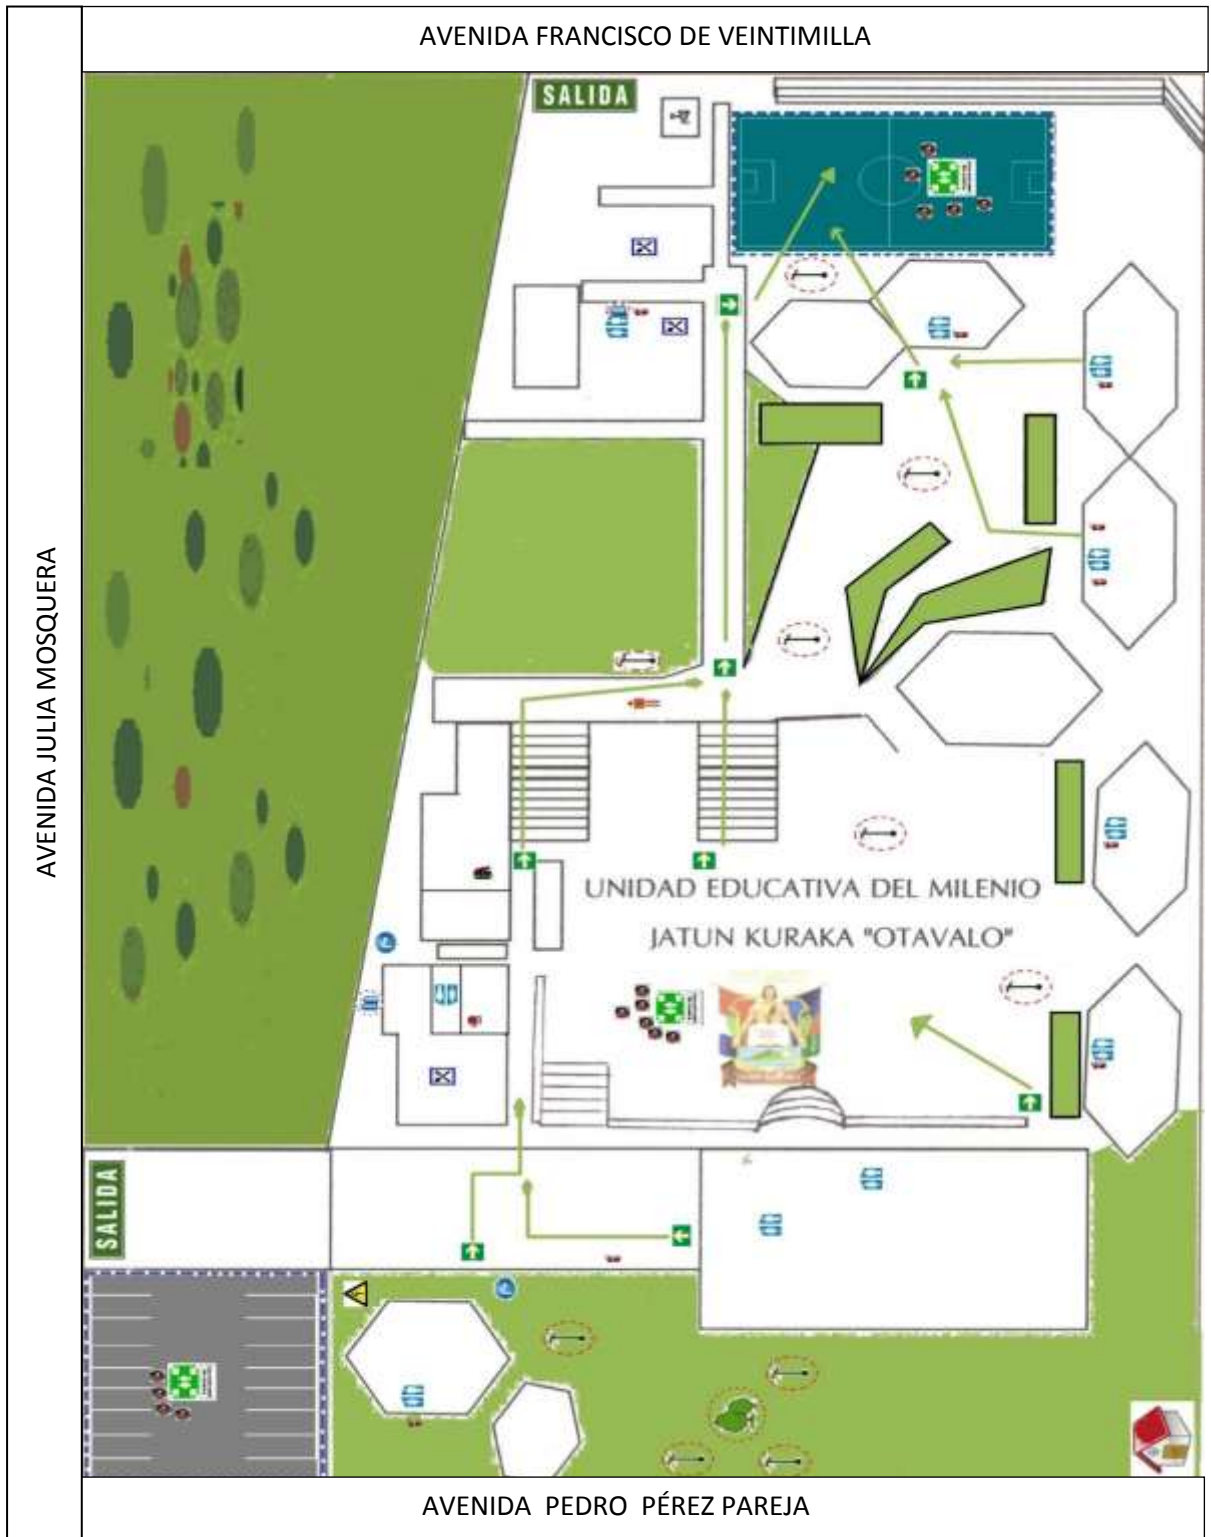 AVENIDA FRANCISCO DE VEINTIMILLA
SALIDA
AVENIDA JULIA MOSQUERA
UNIDAD EDUCATIVA DEL MILENIO
JATUN KURAKA "OTAVALO"
SALIDA
AVENIDA PEDRO PÉREZ PAREJA